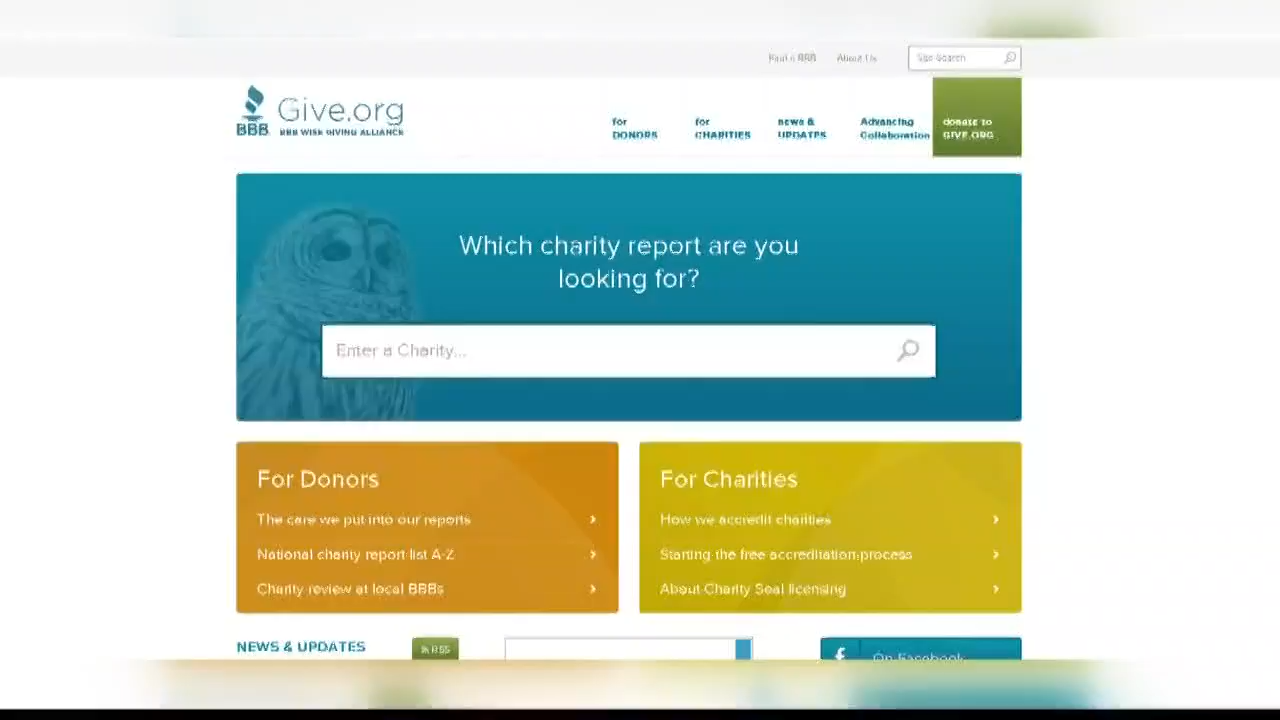 Find a BBB
About Us
Site Search
Give.org
BBB
BBB WISE GIVING ALLIANCE
for
DONORS
for
CHARITIES
news &
UPDATES
Advancing
Collaboration
donate to
GIVE.ORG
Which charity report are you
looking for?
Enter a Charity...
For Donors
The care we put into our reports
National charity report list A-Z
Charity review at local BBBs
For Charities
How we accredit charities
Starting the free accreditation process
About Charity Seal licensing
NEWS & UPDATES
RSS
On Facebook